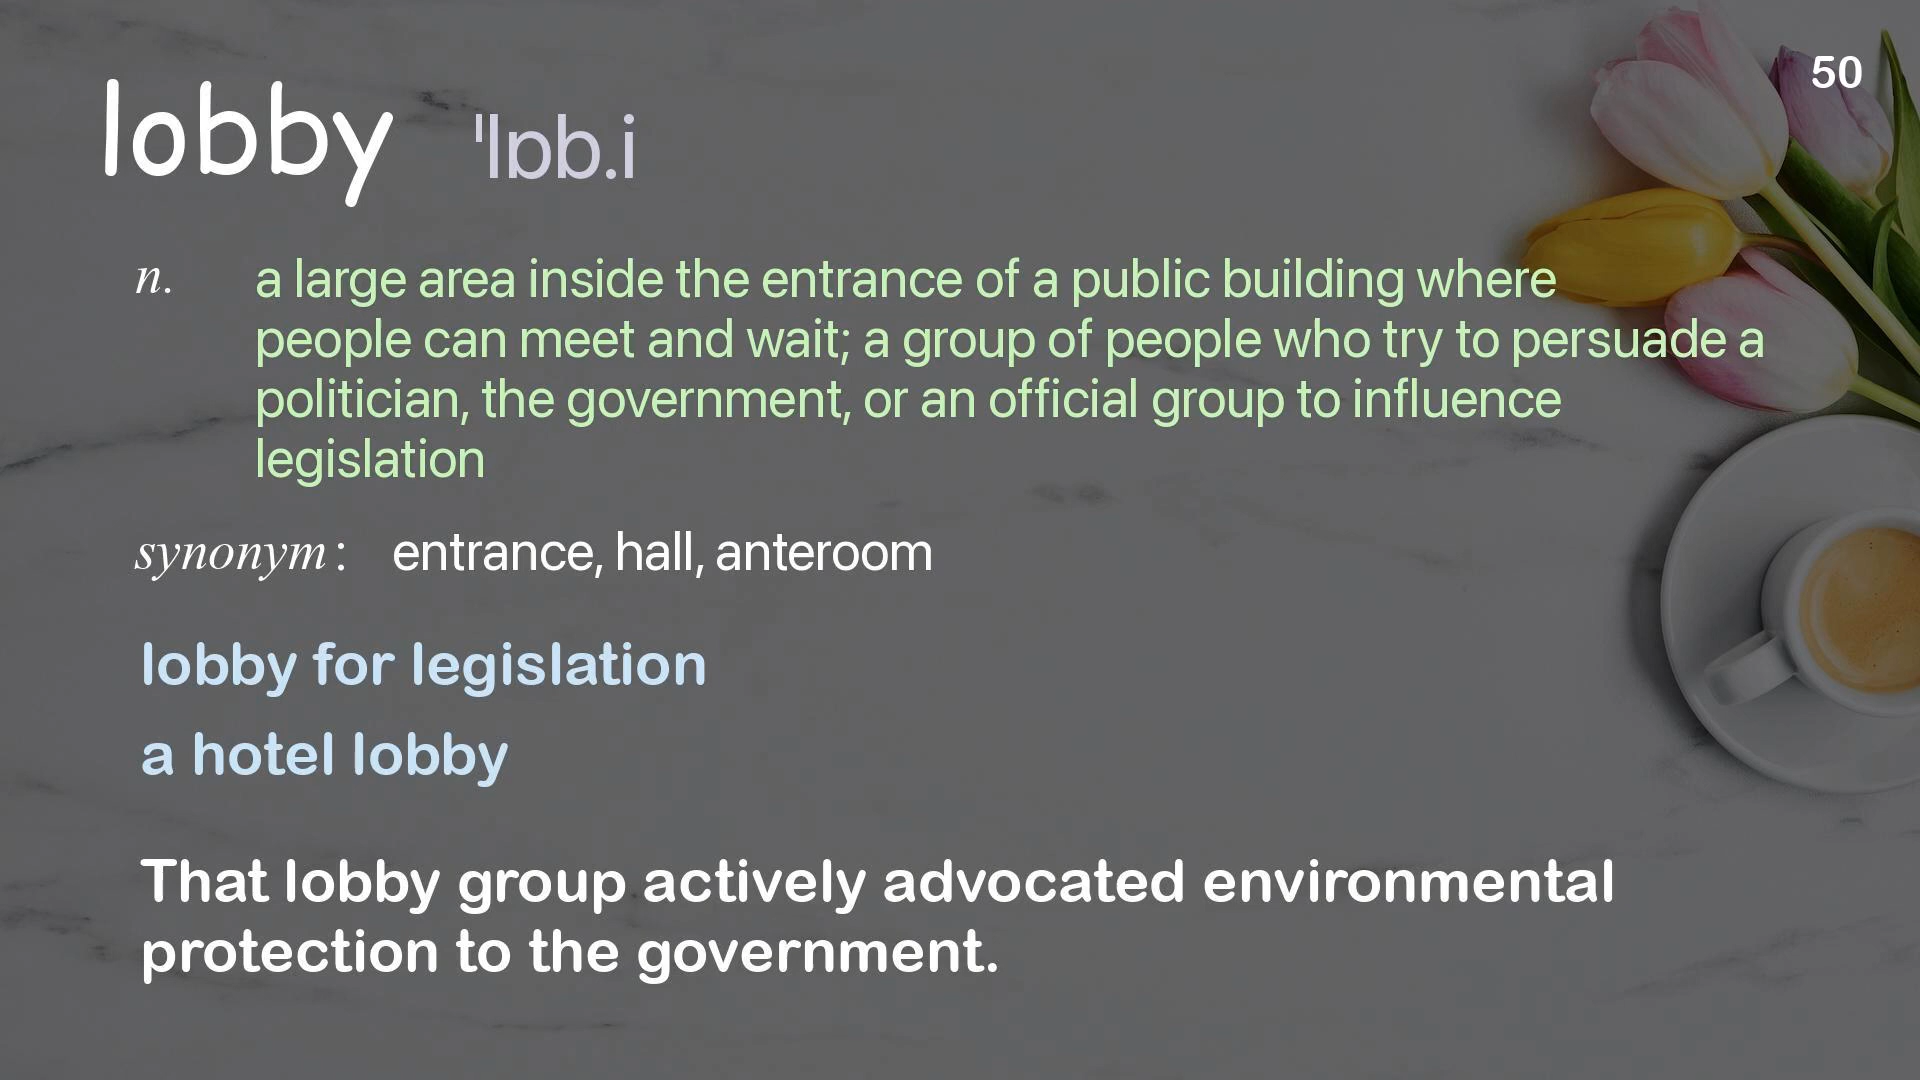 50
lobby ˈlɒb.i
n. a large area inside the entrance of a public building where
people can meet and wait; a group of people who try to persuade a
politician, the government, or an official group to influence
legislation
synonym : entrance, hall, anteroom
lobby for legislation
a hotel lobby
That lobby group actively advocated environmental
protection to the government.